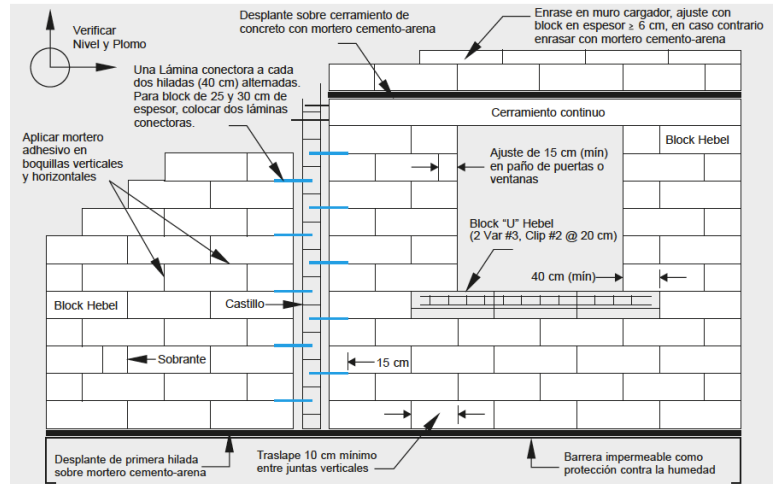 Verificar
Nivel y Plomo
Desplante sobre cerramiento de
concreto con mortero cemento-arena
Enrase en muro cargador, ajuste con
block en espesor ≥ 6 cm, en caso contrario
enrasar con mortero cemento-arena
Una Lámina conectora a cada
dos hiladas (40 cm) alternadas.
Para block de 25 y 30 cm de
espesor, colocar dos láminas
conectoras.
Cerramiento continuo
Aplicar mortero
adhesivo en
boquillas verticales
y horizontales
Block Hebel
Ajuste de 15 cm (mín)
en paño de puertas o
ventanas
Block "U" Hebel
(2 Var #3, Clip #2 @ 20 cm)
40 cm (mín)
Block Hebel
Castillo
Sobrante
15 cm
Desplante de primera hilada
sobre mortero cemento-arena
Traslape 10 cm mínimo
entre juntas verticales
Barrera impermeable como
protección contra la humedad